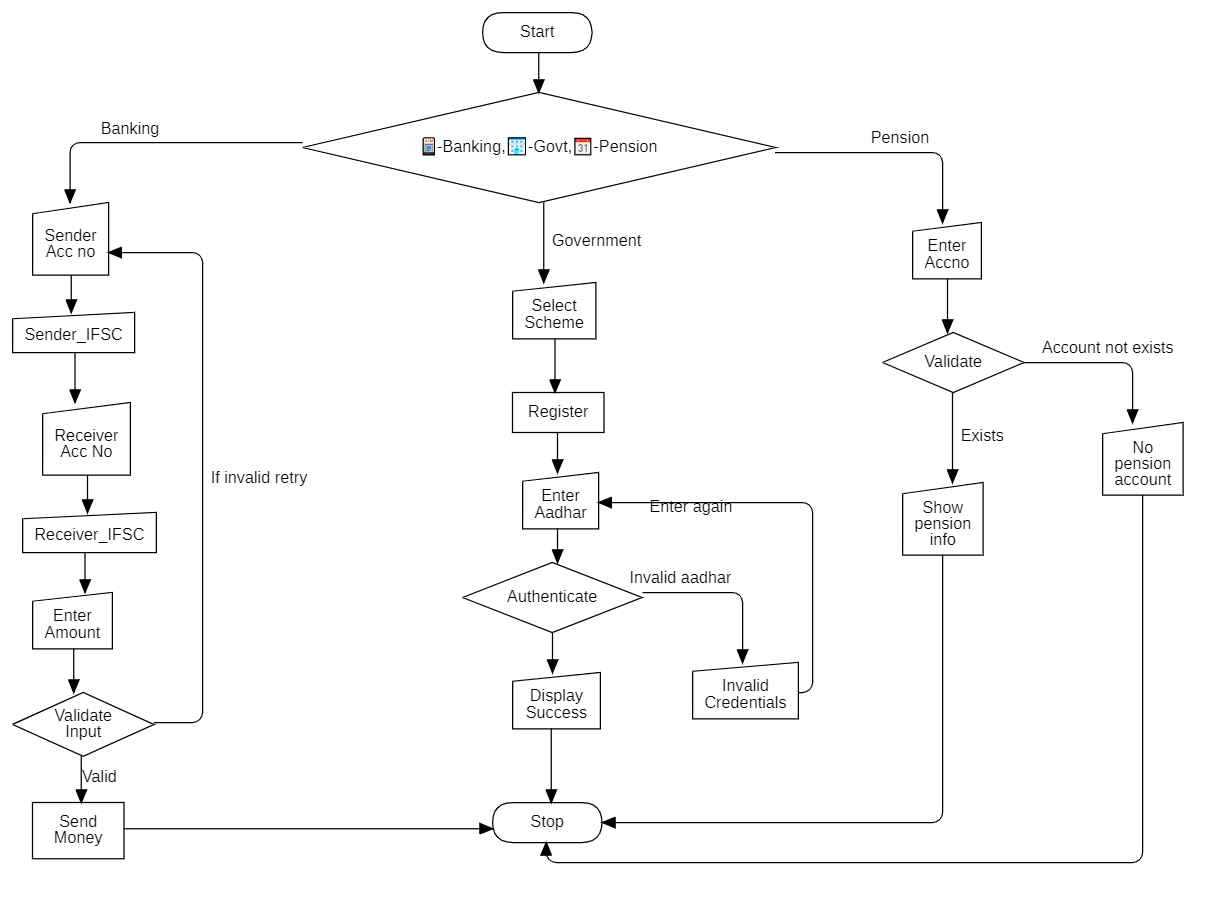 Start
🏧-Banking,🏢-Govt,📅-Pension
Banking
Pension
Government
Sender
Acc no
Sender_IFSC
Receiver
Acc No
Receiver_IFSC
Enter
Amount
Validate
Input
If invalid retry
Valid
Send
Money
Select
Scheme
Register
Enter
Aadhar
Enter again
Authenticate
Invalid aadhar
Invalid
Credentials
Display
Success
Stop
Enter
Accno
Validate
Account not exists
Exists
Show
pension
info
No
pension
account